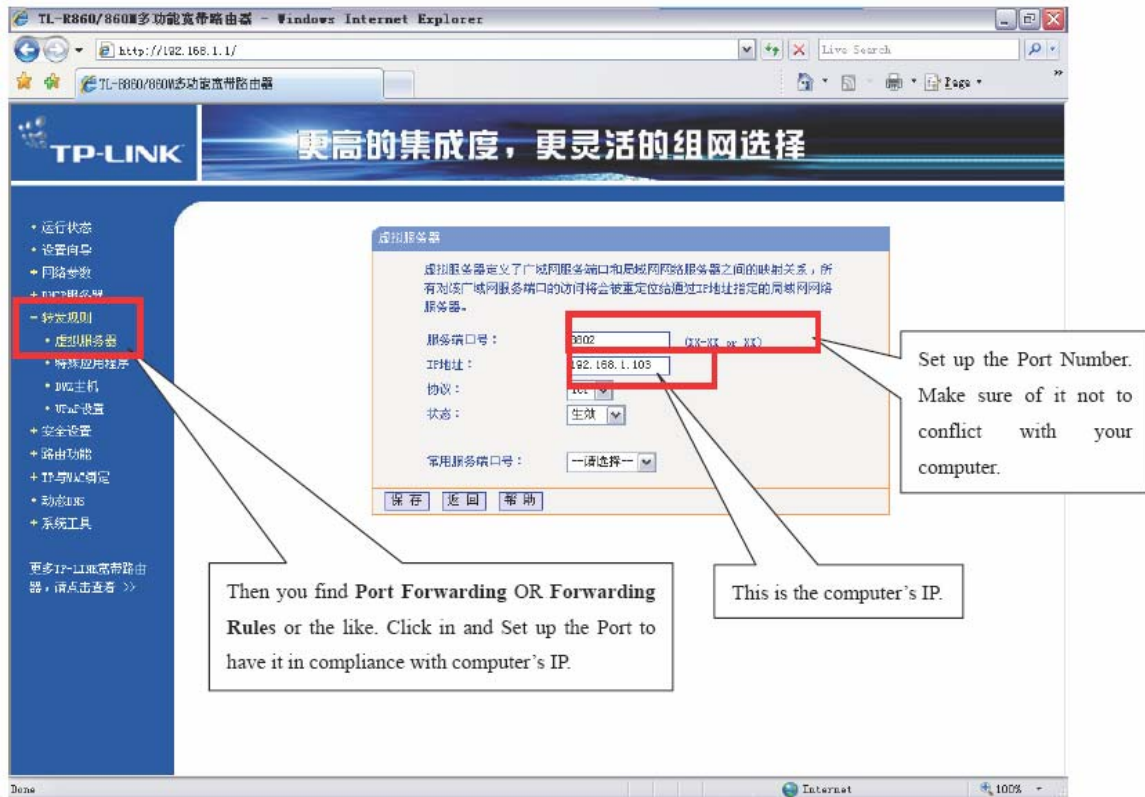 TL-R860/860M多功能宽带路由器 - Windows Internet Explorer
http://192.168.1.1/
Live Search
TL-R860/860M多功能宽带路由器
Page
TP-LINK
更高的集成度，更灵活的组网选择
• 运行状态
• 设置向导
+ 网络参数
+ DHCP服务器
- 转发规则
• 虚拟服务器
• 特殊应用程序
• DMZ主机
• UPnP设置
+ 安全设置
+ 路由功能
+ IP与MAC绑定
• 动态DNS
+ 系统工具
更多TP-LINK宽带路由
器，请点击查看 >>
虚拟服务器
虚拟服务器定义了广域网服务端口和局域网网络服务器之间的映射关系，所
有对该广域网服务端口的访问将会被重定位给通过IP地址指定的局域网网络
服务器。
服务端口号：
(XX-XX or XX)
IP地址：
192.168.1.103
协议：
TCP
状态：
生效
常用服务端口号：
--请选择--
保 存 返 回 帮 助
Set up the Port Number.
Make sure of it not to
conflict with your
computer.
Then you find Port Forwarding OR Forwarding
Rules or the like. Click in and Set up the Port to
have it in compliance with computer’s IP.
This is the computer’s IP.
Done
Internet
100%